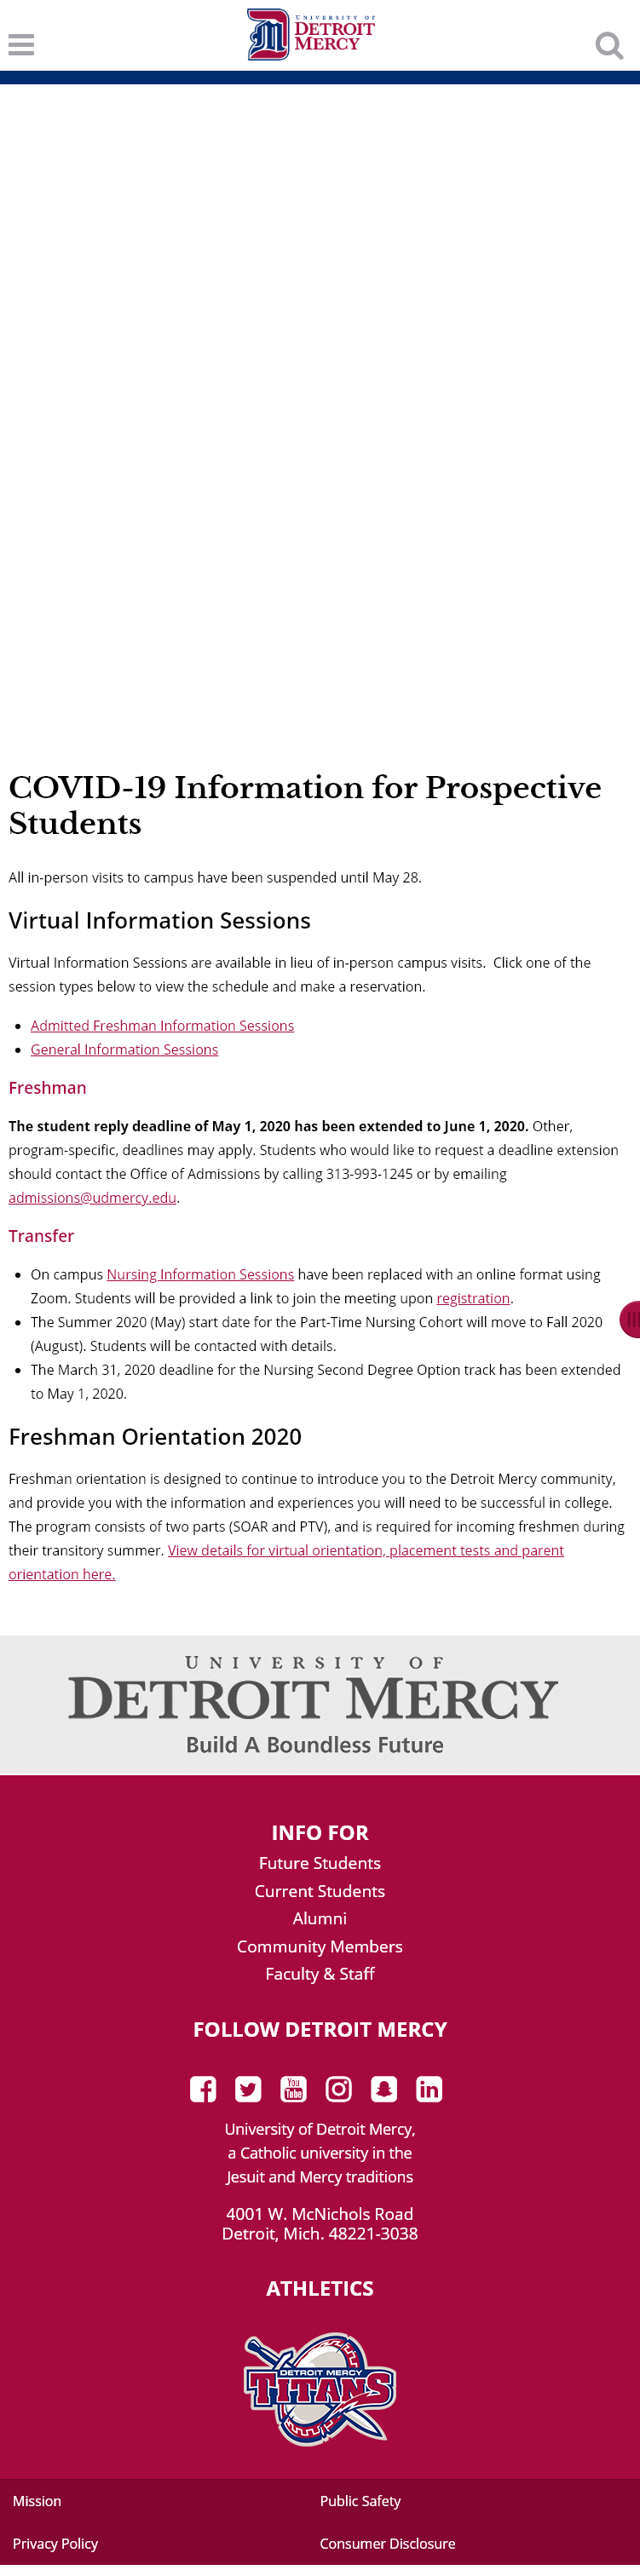 UNIVERSITY OF
DETROIT
MERCY
COVID-19 Information for Prospective
Students
All in-person visits to campus have been suspended until May 28.
Virtual Information Sessions
Virtual Information Sessions are available in lieu of in-person campus visits.  Click one of the
session types below to view the schedule and make a reservation.
Admitted Freshman Information Sessions
General Information Sessions
Freshman
The student reply deadline of May 1, 2020 has been extended to June 1, 2020. Other,
program-specific, deadlines may apply. Students who would like to request a deadline extension
should contact the Office of Admissions by calling 313-993-1245 or by emailing
admissions@udmercy.edu.
Transfer
On campus Nursing Information Sessions have been replaced with an online format using
Zoom. Students will be provided a link to join the meeting upon registration.
The Summer 2020 (May) start date for the Part-Time Nursing Cohort will move to Fall 2020
(August). Students will be contacted with details.
The March 31, 2020 deadline for the Nursing Second Degree Option track has been extended
to May 1, 2020.
Freshman Orientation 2020
Freshman orientation is designed to continue to introduce you to the Detroit Mercy community,
and provide you with the information and experiences you will need to be successful in college.
The program consists of two parts (SOAR and PTV), and is required for incoming freshmen during
their transitory summer. View details for virtual orientation, placement tests and parent
orientation here.
UNIVERSITY OF
DETROIT MERCY
Build A Boundless Future
INFO FOR
Future Students
Current Students
Alumni
Community Members
Faculty & Staff
FOLLOW DETROIT MERCY
You
Tube
in
University of Detroit Mercy,
a Catholic university in the
Jesuit and Mercy traditions
4001 W. McNichols Road
Detroit, Mich. 48221-3038
ATHLETICS
DETROIT MERCY
TITANS
Mission
Public Safety
Privacy Policy
Consumer Disclosure